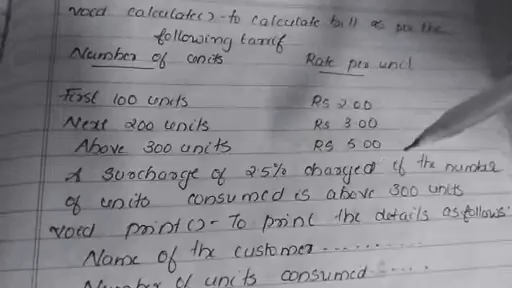 void calculate() - to calculate bill as per the
following tariff
Number of units Rate per unit
First 100 units Rs 2.00
Next 200 units Rs 3.00
Above 300 units Rs 5.00
A surcharge of 25% charged if the number
of units consumed is above 300 units
void print() - To print the details as follows:
Name of the customer ..........
Number of units consumed .....